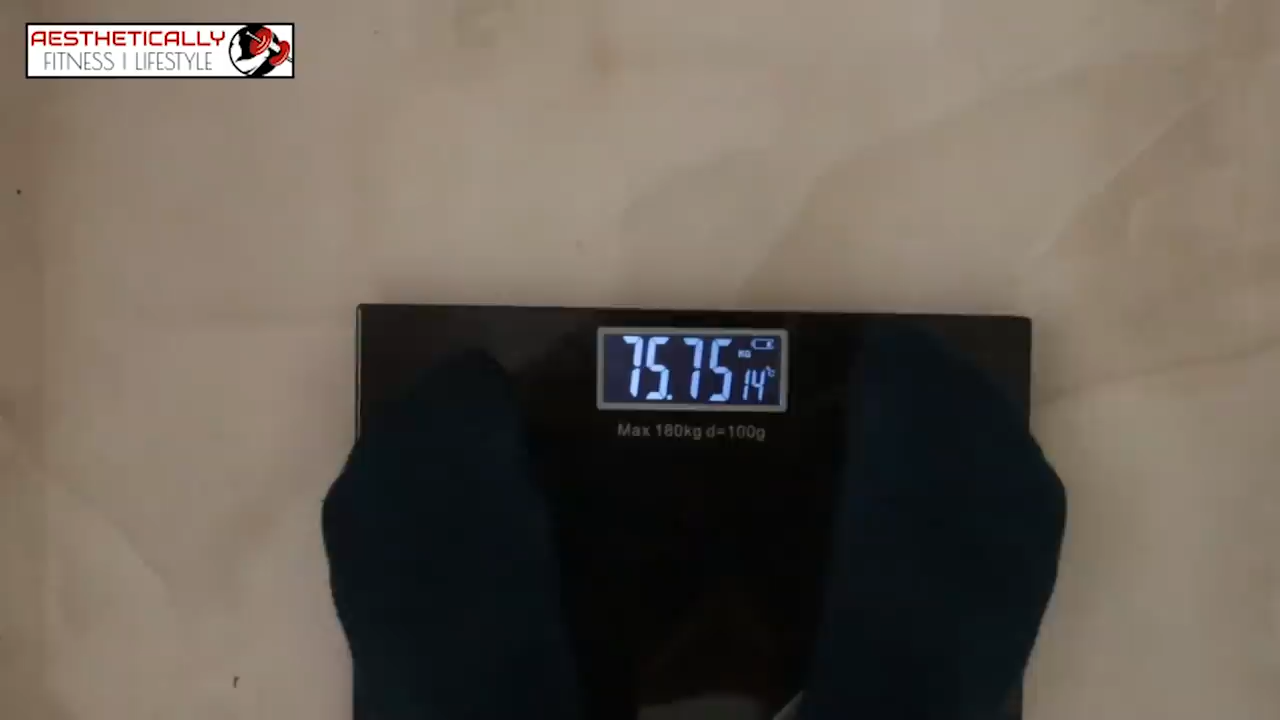 AESTHETICALLY
FITNESS | LIFESTYLE
75.75 KG
14°C
Max 180kg d=100g